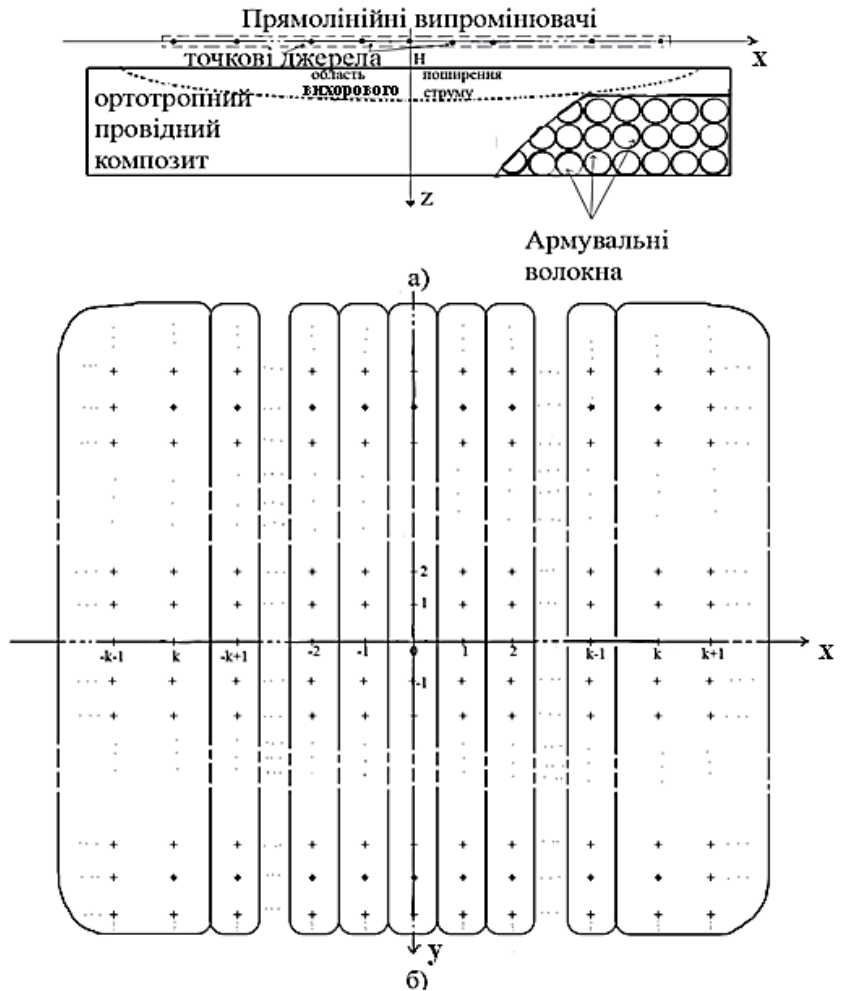 Прямолінійні випромінювачі
X
точкові джерела
H
область поширення
вихорового струму
ортотропний
провідний
композит
z
Армувальні
волокна
а)
2
1
-k-1 k -k+1 -2 -1 0 1 2 k-1 k k+1
X
-1
y
б)